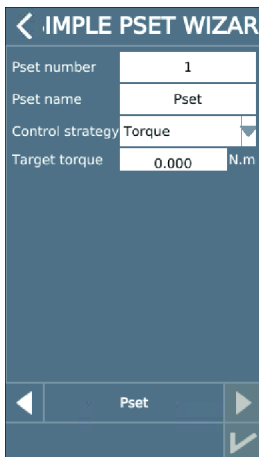 IMPLE PSET WIZAR
Pset number 1
Pset name Pset
Control strategy Torque
Target torque 0.000 N.m
Pset